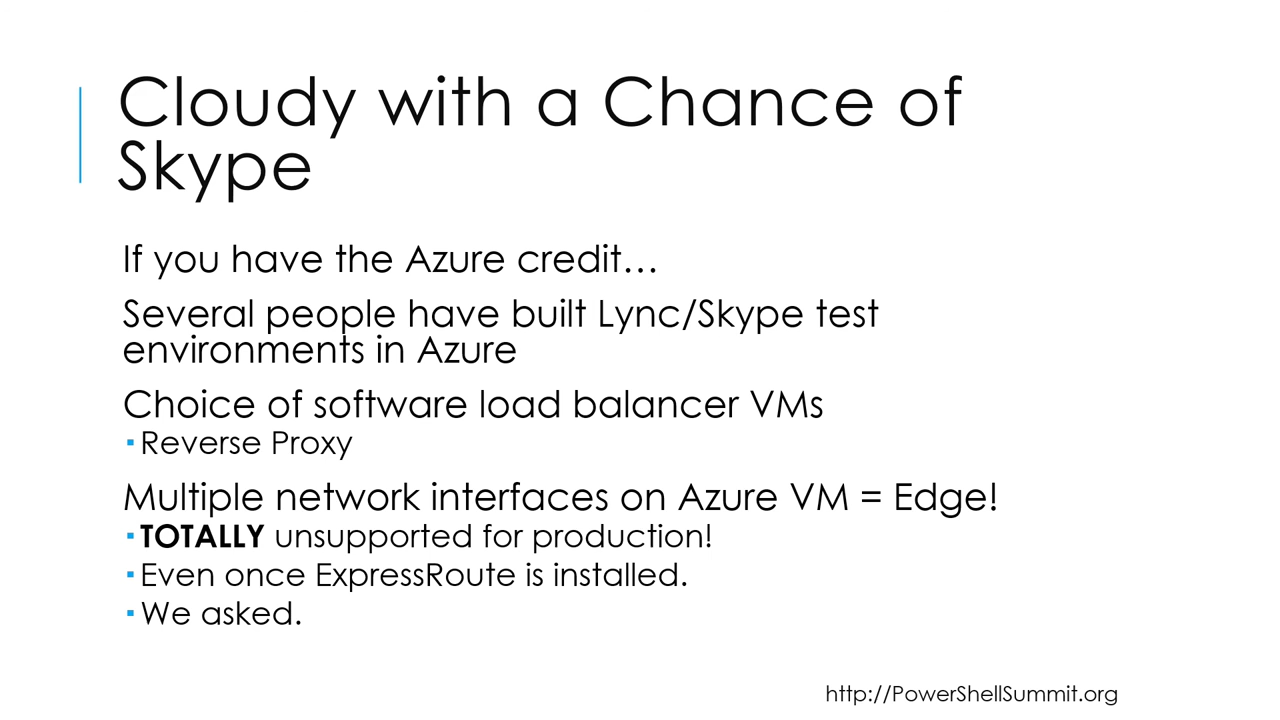 Cloudy with a Chance of
Skype
If you have the Azure credit…
Several people have built Lync/Skype test
environments in Azure
Choice of software load balancer VMs
▪ Reverse Proxy
Multiple network interfaces on Azure VM = Edge!
▪ TOTALLY unsupported for production!
▪ Even once ExpressRoute is installed.
▪ We asked.
http://PowerShellSummit.org